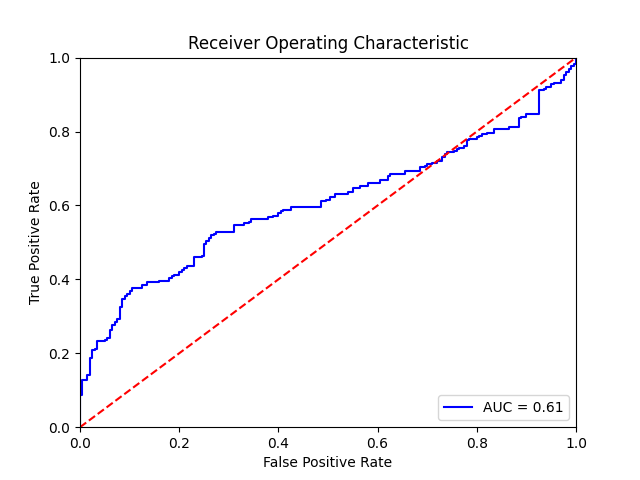 Receiver Operating Characteristic
True Positive Rate
1.0
0.8
0.6
0.4
0.2
0.0
0.0 0.2 0.4 0.6 0.8 1.0
False Positive Rate
AUC = 0.61